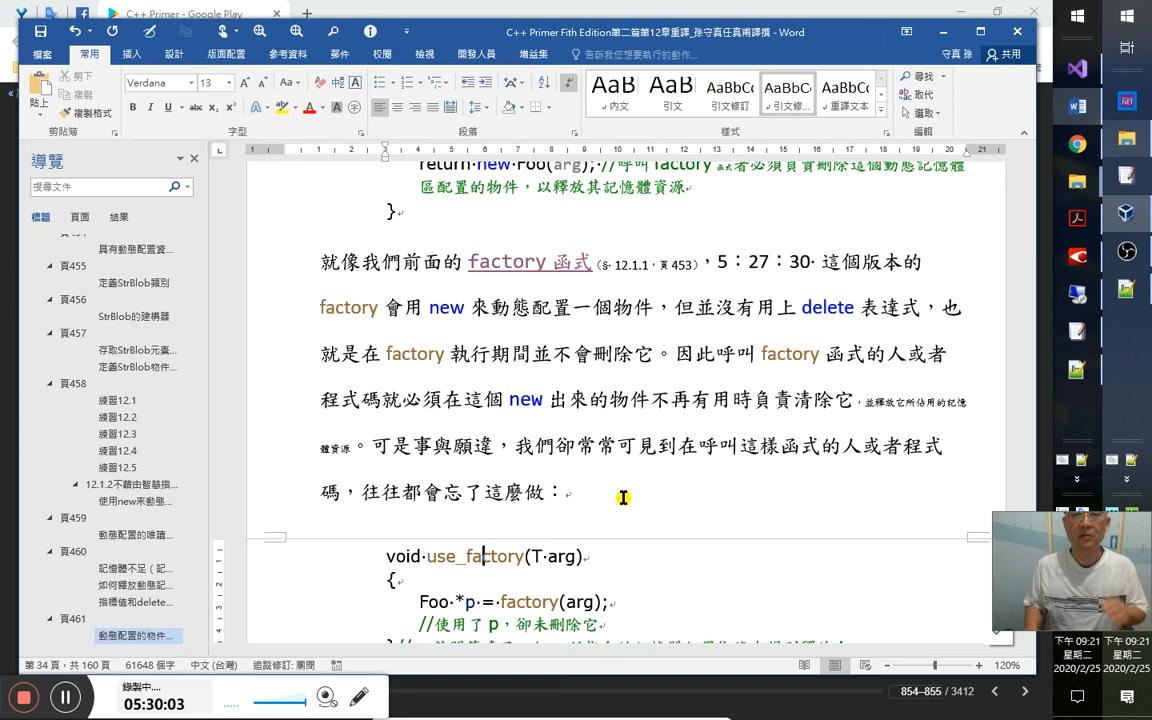 C++ Primer - Google Play
C++ Primer Fifth Edition第二篇第12章重譯_孫守真任真甫譯撰 - Word
檔案 常用 插入 設計 版面配置 參考資料 郵件 校閱 檢視 開發人員 增益集 告訴我您想要執行的動作... 守真 孫 共用
剪下
複製
複製格式
貼上
Verdana 13
剪貼簿 字型 段落 樣式 編輯
AaB AaB AaBbC AaBbC AaBbC
內文 引文 引文修訂 引文修... 重譯本文
尋找
取代
選取
導覽
搜尋文件
標題 頁面 結果
具有動態配置資...
頁455
定義StrBlob類別
頁456
StrBlob的建構器
頁457
存取StrBlob元素...
定義StrBlob物件...
頁458
練習12.1
練習12.2
練習12.3
練習12.4
練習12.5
12.1.2不藉由智慧指...
使用new來動態...
頁459
動態配置的唯讀...
頁460
記憶體不足（記...
如何釋放動態記...
指標值和delete...
頁461
動態配置的物件...
return·new·Foo(arg);·//呼叫 factory 函式者必須負責刪除這個動態記憶體
區配置的物件，以釋放其記憶體資源
}
就像我們前面的 factory 函式（§·12.1.1，頁 453），5：27：30· 這個版本的
factory 會用 new 來動態配置一個物件，但並沒有用上 delete 表達式，也
就是在 factory 執行期間並不會刪除它。因此呼叫 factory 函式的人或者
程式碼就必須在這個 new 出來的物件不再有用時負責清除它，並釋放它所佔用的記憶
體資源。可是事與願違，我們卻常常可見到在呼叫這樣函式的人或者程式
碼，往往都會忘了這麼做：
void·use_factory(T·arg)
{
Foo·*p·=·factory(arg);
//使用了 p，卻未刪除它
第 34 頁，共 160 頁 61648 個字 中文 (台灣) 追蹤修訂: 關閉 120%
錄製中...
05:30:03
854–855 / 3412
下午 09:21 下午 09:21
星期二 星期二
2020/2/25 2020/2/25